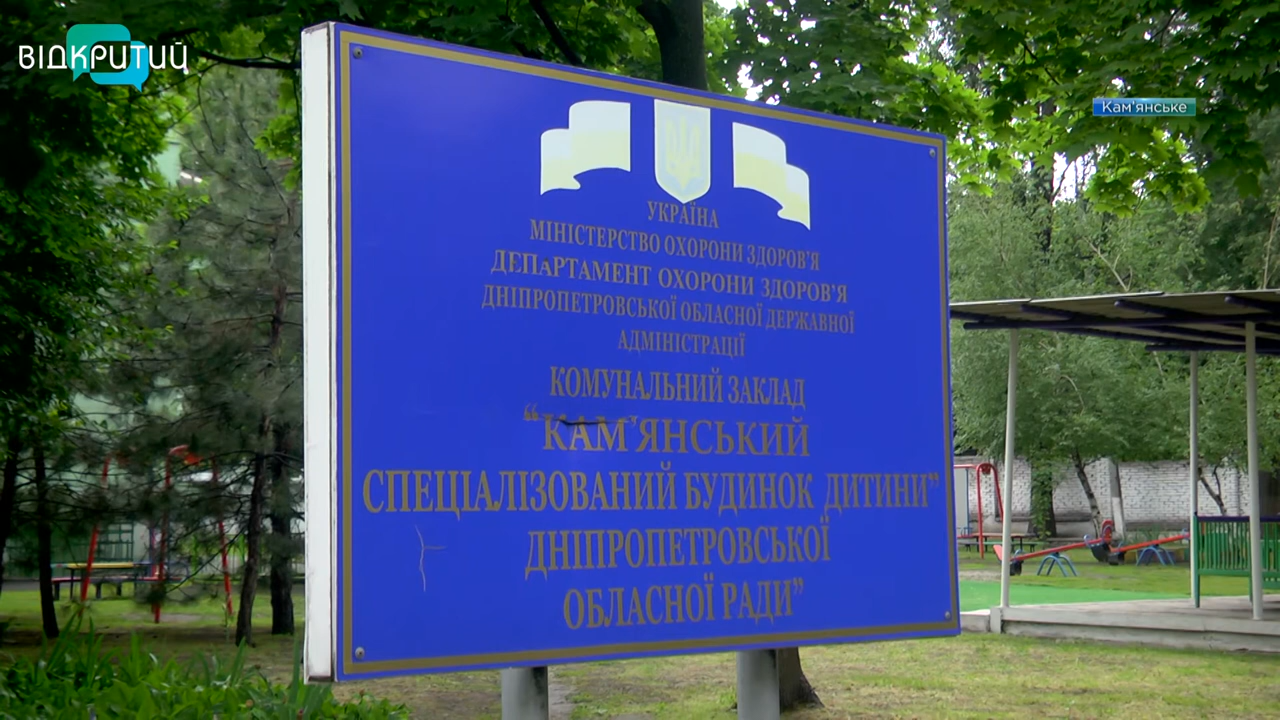 ВІДКРИТИЙ
Кам'янське
УКРАЇНА
МІНІСТЕРСТВО ОХОРОНИ ЗДОРОВ'Я
ДЕПАРТАМЕНТ ОХОРОНИ ЗДОРОВ'Я
ДНІПРОПЕТРОВСЬКОЇ ОБЛАСНОЇ ДЕРЖАВНОЇ
АДМІНІСТРАЦІЇ
КОМУНАЛЬНИЙ ЗАКЛАД
“КАМ'ЯНСЬКИЙ
СПЕЦІАЛІЗОВАНИЙ БУДИНОК ДИТИНИ”
ДНІПРОПЕТРОВСЬКОЇ
ОБЛАСНОЇ РАДИ”